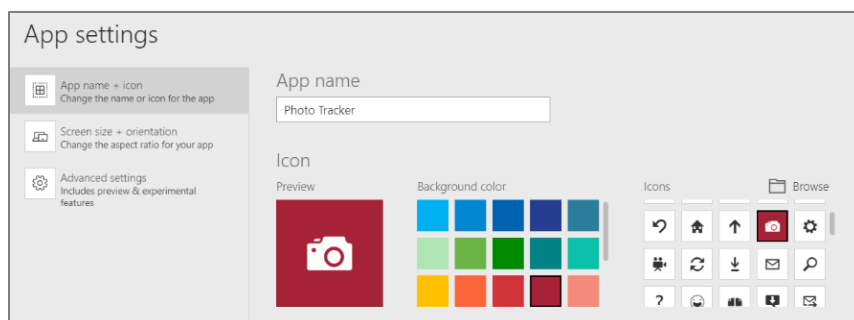 App settings
App name + icon
Change the name or icon for the app
Screen size + orientation
Change the aspect ratio for your app
Advanced settings
Includes preview & experimental
features
App name
Photo Tracker
Icon
Preview
Background color
Icons
Browse
?